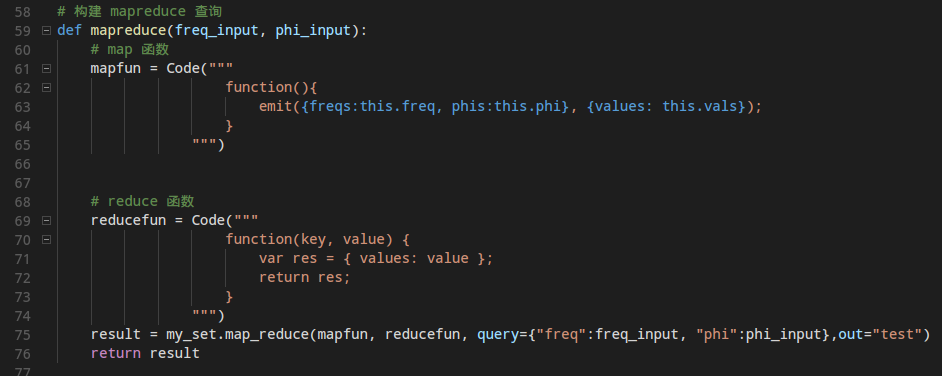 58 # 构建 mapreduce 查询
59 def mapreduce(freq_input, phi_input):
60     # map 函数
61     mapfun = Code("""
62                     function(){
63                         emit({freqs:this.freq, phis:this.phi}, {values: this.vals});
64                     }
65                 """)
66
67
68     # reduce 函数
69     reducefun = Code("""
70                     function(key, value) {
71                         var res = { values: value };
72                         return res;
73                     }
74                 """)
75     result = my_set.map_reduce(mapfun, reducefun, query={"freq":freq_input, "phi":phi_input},out="test")
76     return result
77